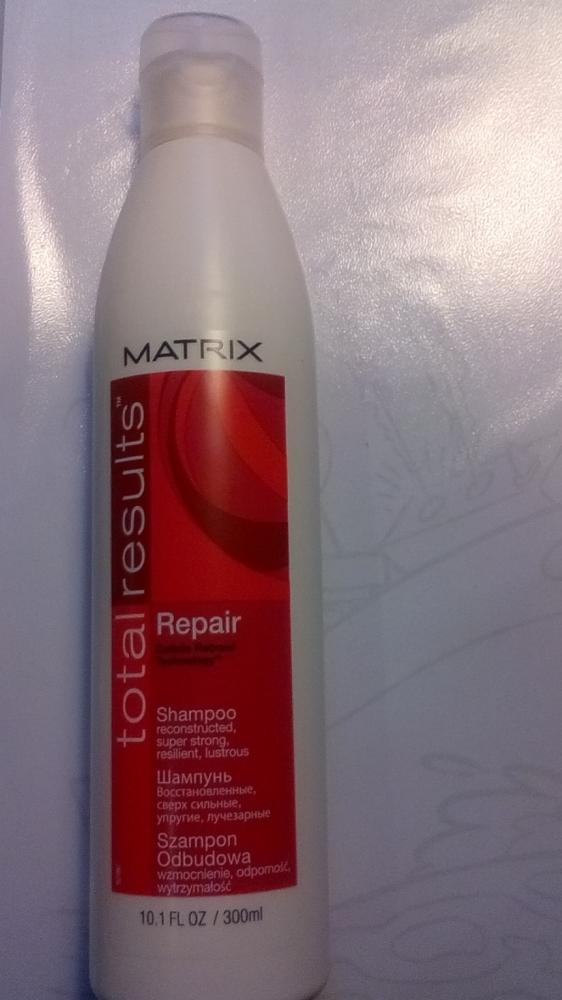 MATRIX
total results™
Repair
Technology™
Shampoo
reconstructed,
super strong,
resilient, lustrous
Шампунь
Восстановленные,
сверх сильные,
упругие, лучезарные
Szampon
Odbudowa
wzmocnienie, odporność,
wytrzymałość
10.1 FL OZ / 300ml